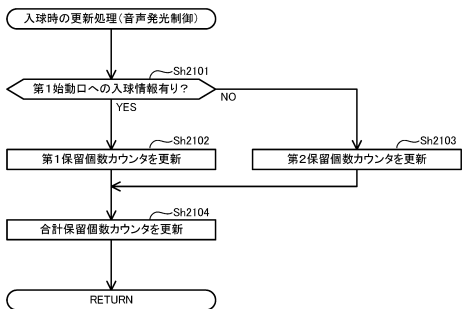 入球時の更新処理(音声発光制御)
Sh2101
第1始動口への入球情報有り?
NO
YES
Sh2102
第1保留個数カウンタを更新
Sh2103
第2保留個数カウンタを更新
Sh2104
合計保留個数カウンタを更新
RETURN